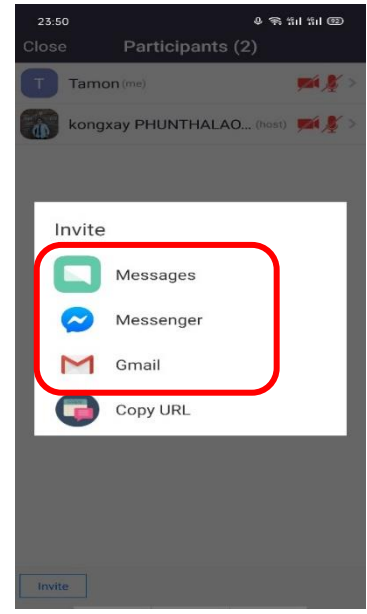 23:50
Close Participants (2)
T Tamon (me)
kongxay PHUNTHALAO... (host)
Invite
Messages
Messenger
Gmail
Copy URL
Invite